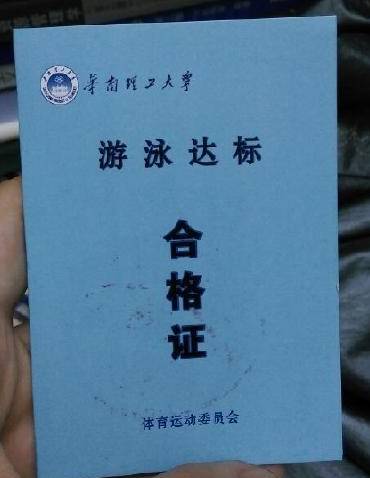 华南理工大学
游泳达标
合
格
证
体育运动委员会